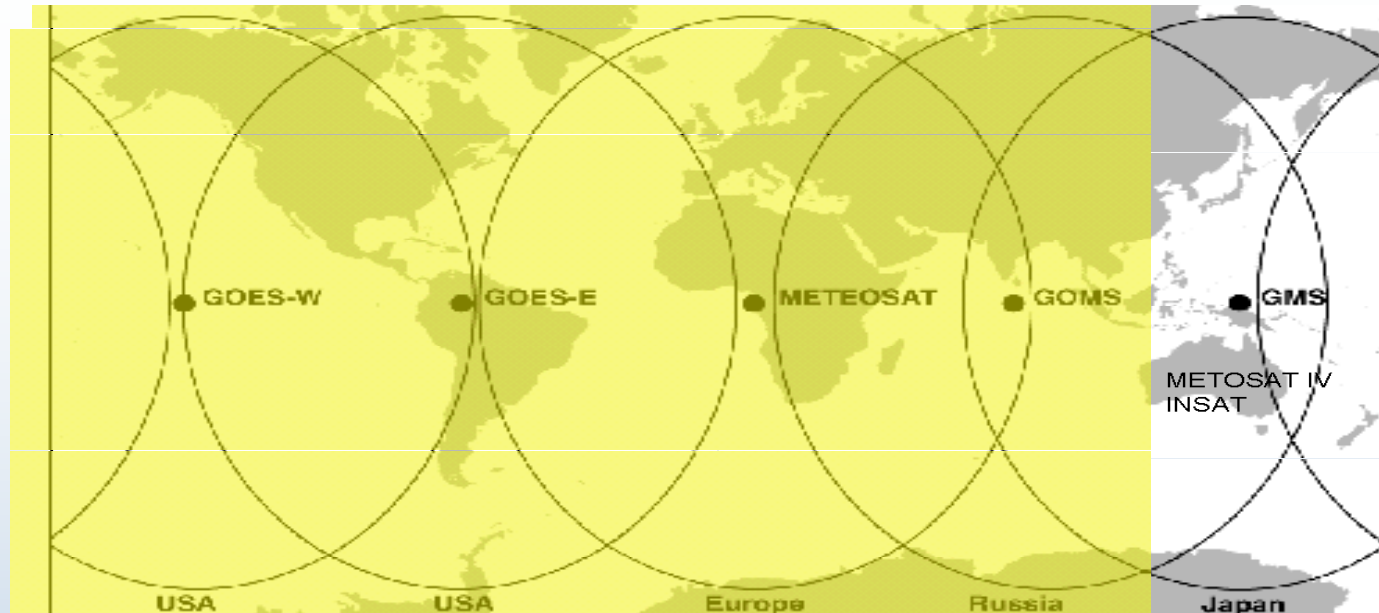 GOES-W
GOES-E
METEOSAT
GOMS
GMS
METOSAT IV
INSAT
USA
USA
Europe
Russia
Japan